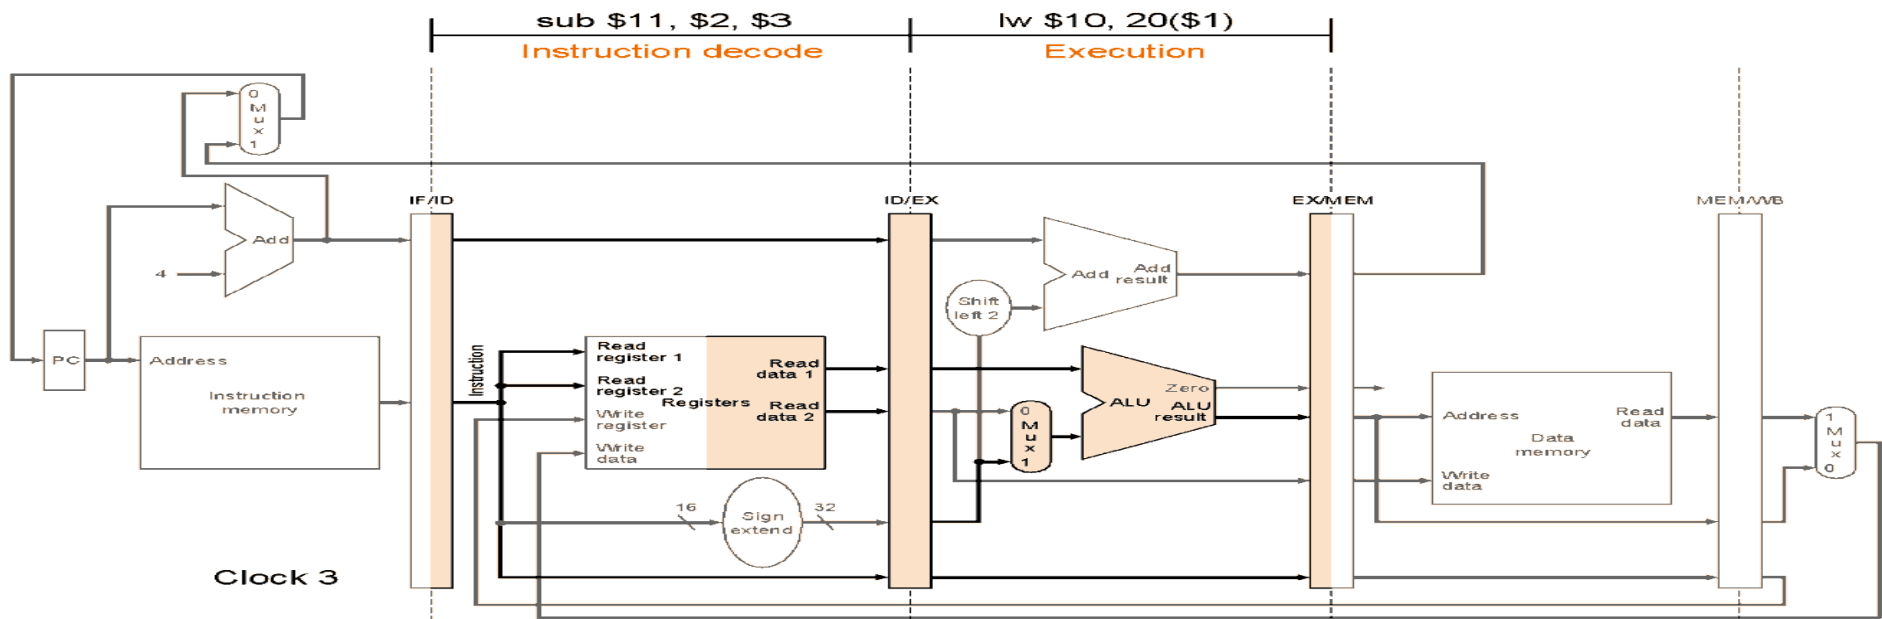 sub $11, $2, $3
lw $10, 20($1)
Instruction decode
Execution
0
M
u
x
1
IF/ID
ID/EX
EX/MEM
MEM/WB
Add
4
Add
Add
result
Shift
left 2
PC
Address
Instruction
memory
Instruction
Read
register 1
Read
register 2
Registers
Write
register
Write
data
Read
data 1
Read
data 2
0
M
u
x
1
Zero
ALU
ALU
result
Address
Read
data
Data
memory
Write
data
1
M
u
x
0
16
Sign
extend
32
Clock 3